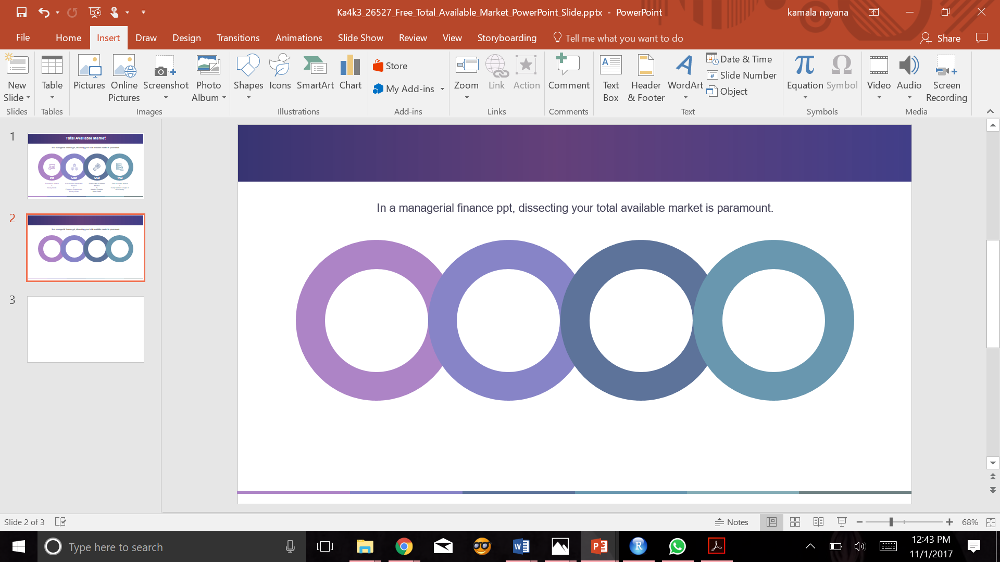 Ka4k3_26527_Free_Total_Available_Market_PowerPoint_Slide.pptx - PowerPoint
kamala nayana
File Home Insert Draw Design Transitions Animations Slide Show Review View Storyboarding Tell me what you want to do Share
New Slide
Table
Pictures
Online Pictures
Screenshot
Photo Album
Shapes
Icons
SmartArt
Chart
Store
My Add-ins
Zoom
Link
Action
Comment
Text Box
Header & Footer
WordArt
Date & Time
Slide Number
Object
Equation
Symbol
Video
Audio
Screen Recording
Slides Tables Images Illustrations Add-ins Links Comments Text Symbols Media
1
Total Available Market
In a managerial finance ppt, dissecting your total available market is paramount.
PM SOM SAM TAM
2
In a managerial finance ppt, dissecting your total available market is paramount.
3
In a managerial finance ppt, dissecting your total available market is paramount.
Slide 2 of 3
Notes
68%
Type here to search
12:43 PM
11/1/2017